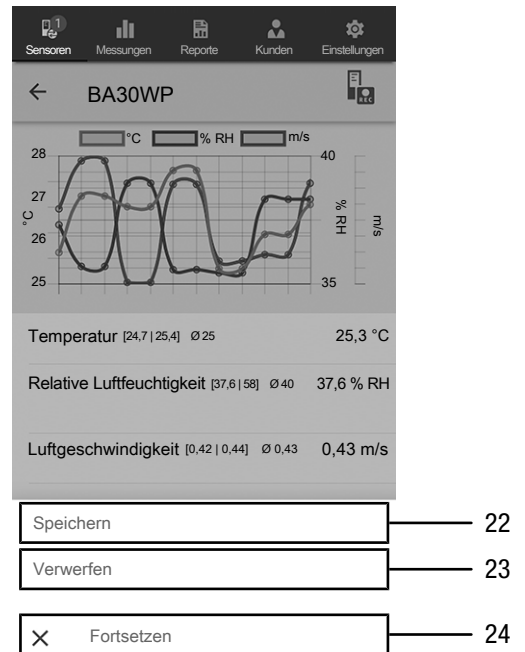 1
Sensoren Messungen Reporte Kunden Einstellungen
BA30WP
REC
°C % RH m/s
28 40
27
26
25 35
°C
% RH
m/s
Temperatur [24,7 | 25,4] Ø 25 25,3 °C
Relative Luftfeuchtigkeit [37,6 | 58] Ø 40 37,6 % RH
Luftgeschwindigkeit [0,42 | 0,44] Ø 0,43 0,43 m/s
Speichern 22
Verwerfen 23
Fortsetzen 24